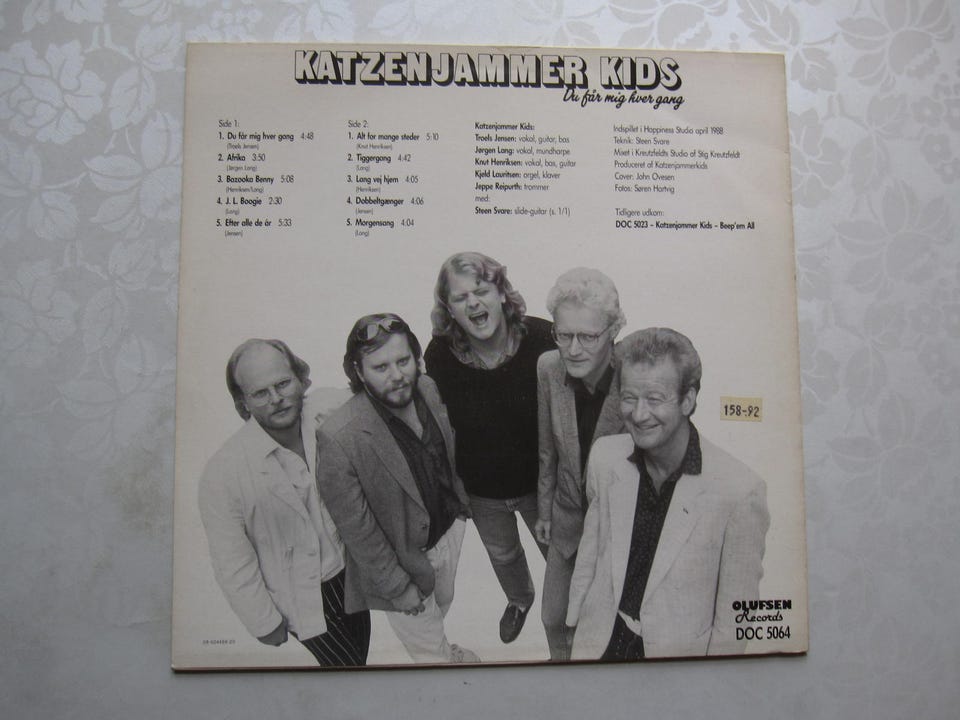 KATZENJAMMER KIDS
Du får mig hver gang
Side 1:
1. Du får mig hver gang 4:48
(Troels Jensen)
2. Afrika 3:50
(Jørgen Lang)
3. Bazooka Benny 5:08
(Henriksen/Lang)
4. J. L. Boogie 2:30
(Lang)
5. Efter alle de år 5:33
(Jensen)
Side 2:
1. Alt for mange steder 5:10
(Knut Henriksen)
2. Tiggergang 4:42
(Lang)
3. Lang vej hjem 4:05
(Henriksen)
4. Dobbeltgænger 4:06
(Jensen)
5. Morgensang 4:04
(Lang)
Katzenjammer Kids:
Troels Jensen: vokal, guitar, bas
Jørgen Lang: vokal, mundharpe
Knut Henriksen: vokal, bas, guitar
Kjeld Lauritsen: orgel, klaver
Jeppe Reipurth: trommer
med:
Steen Svare: slide-guitar (s. 1/1)
Indspillet i Happiness Studio april 1988
Teknik: Steen Svare
Mixet i Kreutzfeldts Studio af Stig Kreutzfeldt
Produceret af Katzenjammerkids
Cover: John Ovesen
Fotos: Søren Hartvig
Tidligere udkom:
DOC 5023 – Katzenjammer Kids – Beep'em All
158-92
OLUFSEN
Records
DOC 5064